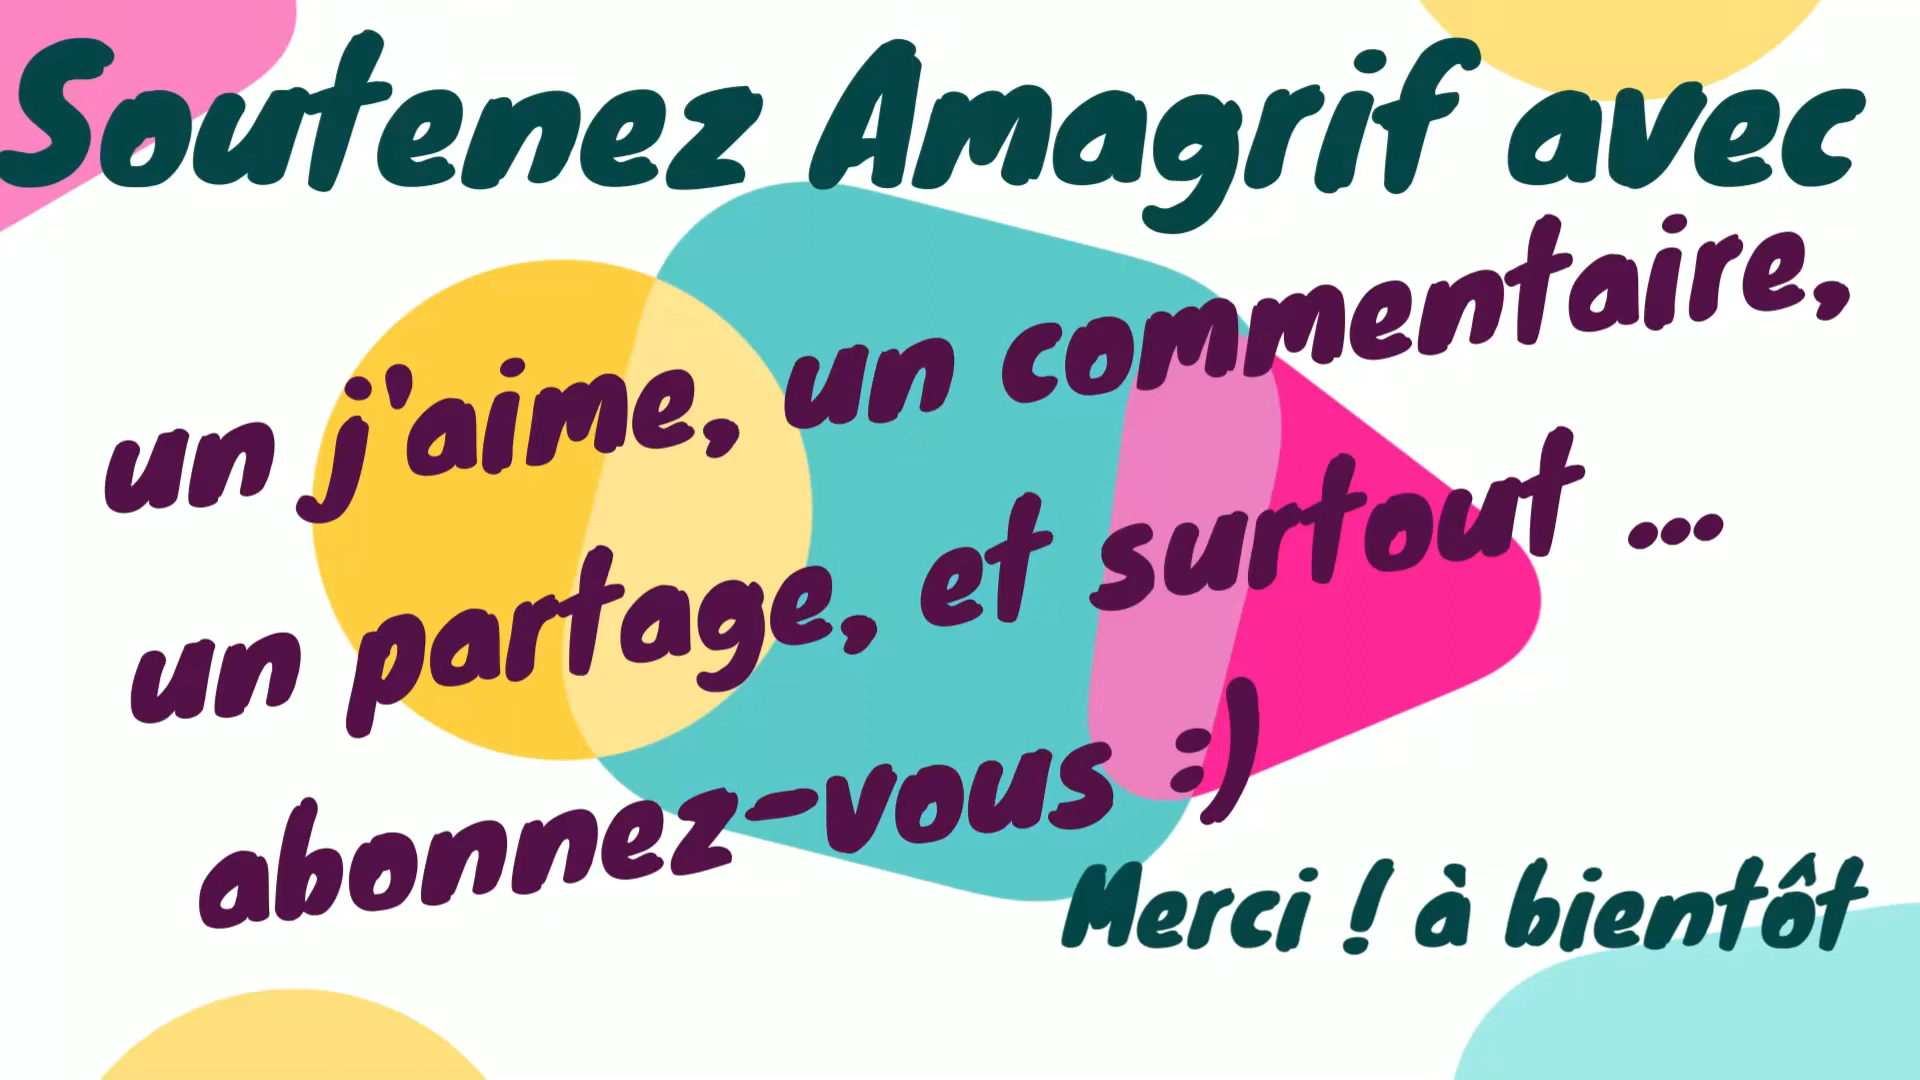 Soutenez Amagrif avec
un j'aime, un commentaire,
un partage, et surtout ...
abonnez-vous :)
Merci ! à bientôt